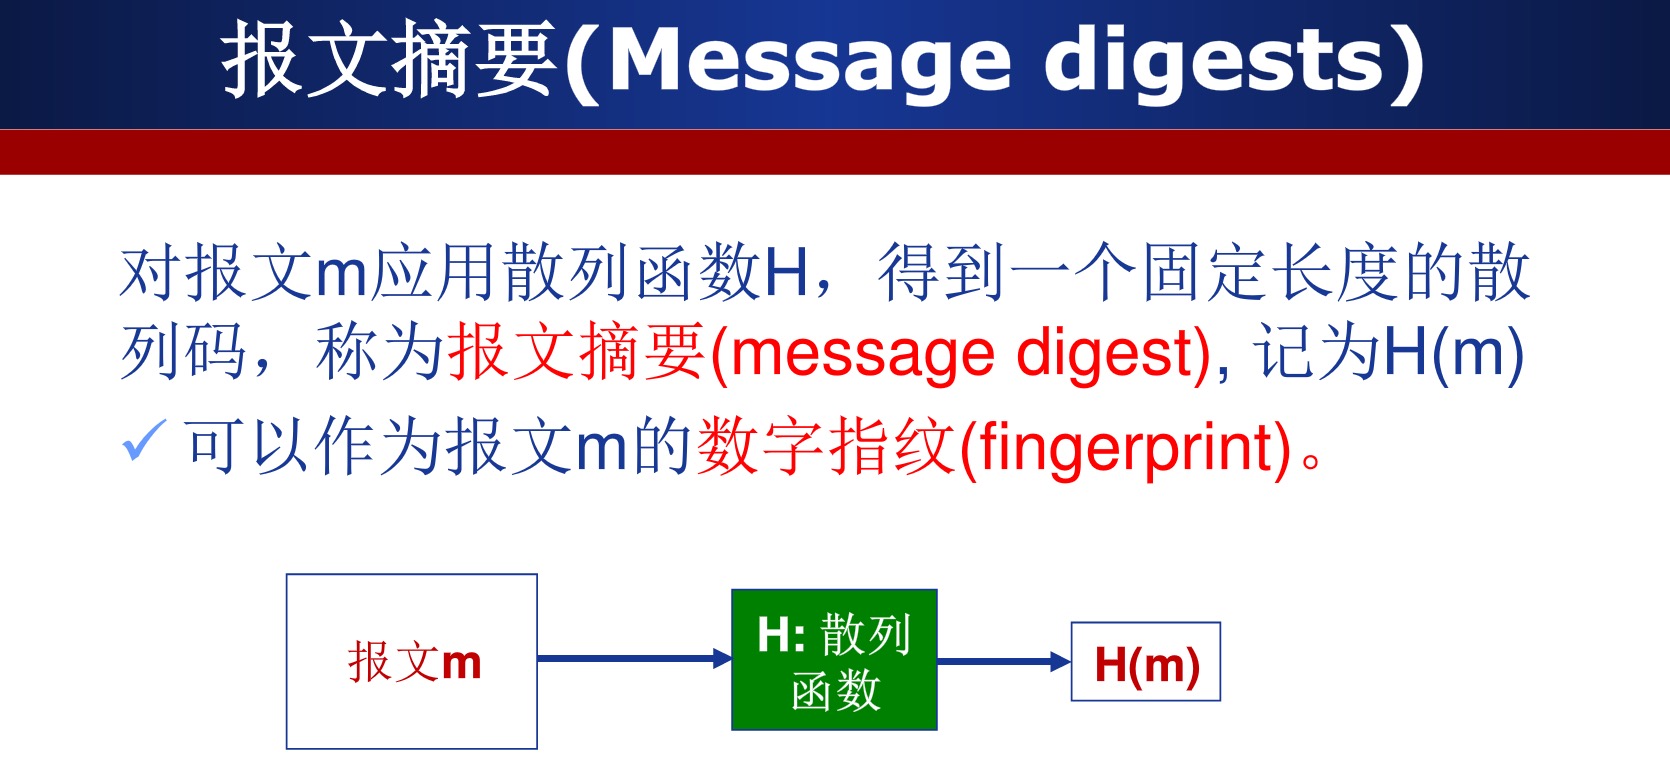 报文摘要(Message digests)
对报文m应用散列函数H，得到一个固定长度的散
列码，称为报文摘要(message digest), 记为H(m)
✓ 可以作为报文m的数字指纹(fingerprint)。
报文m
H: 散列
函数
H(m)